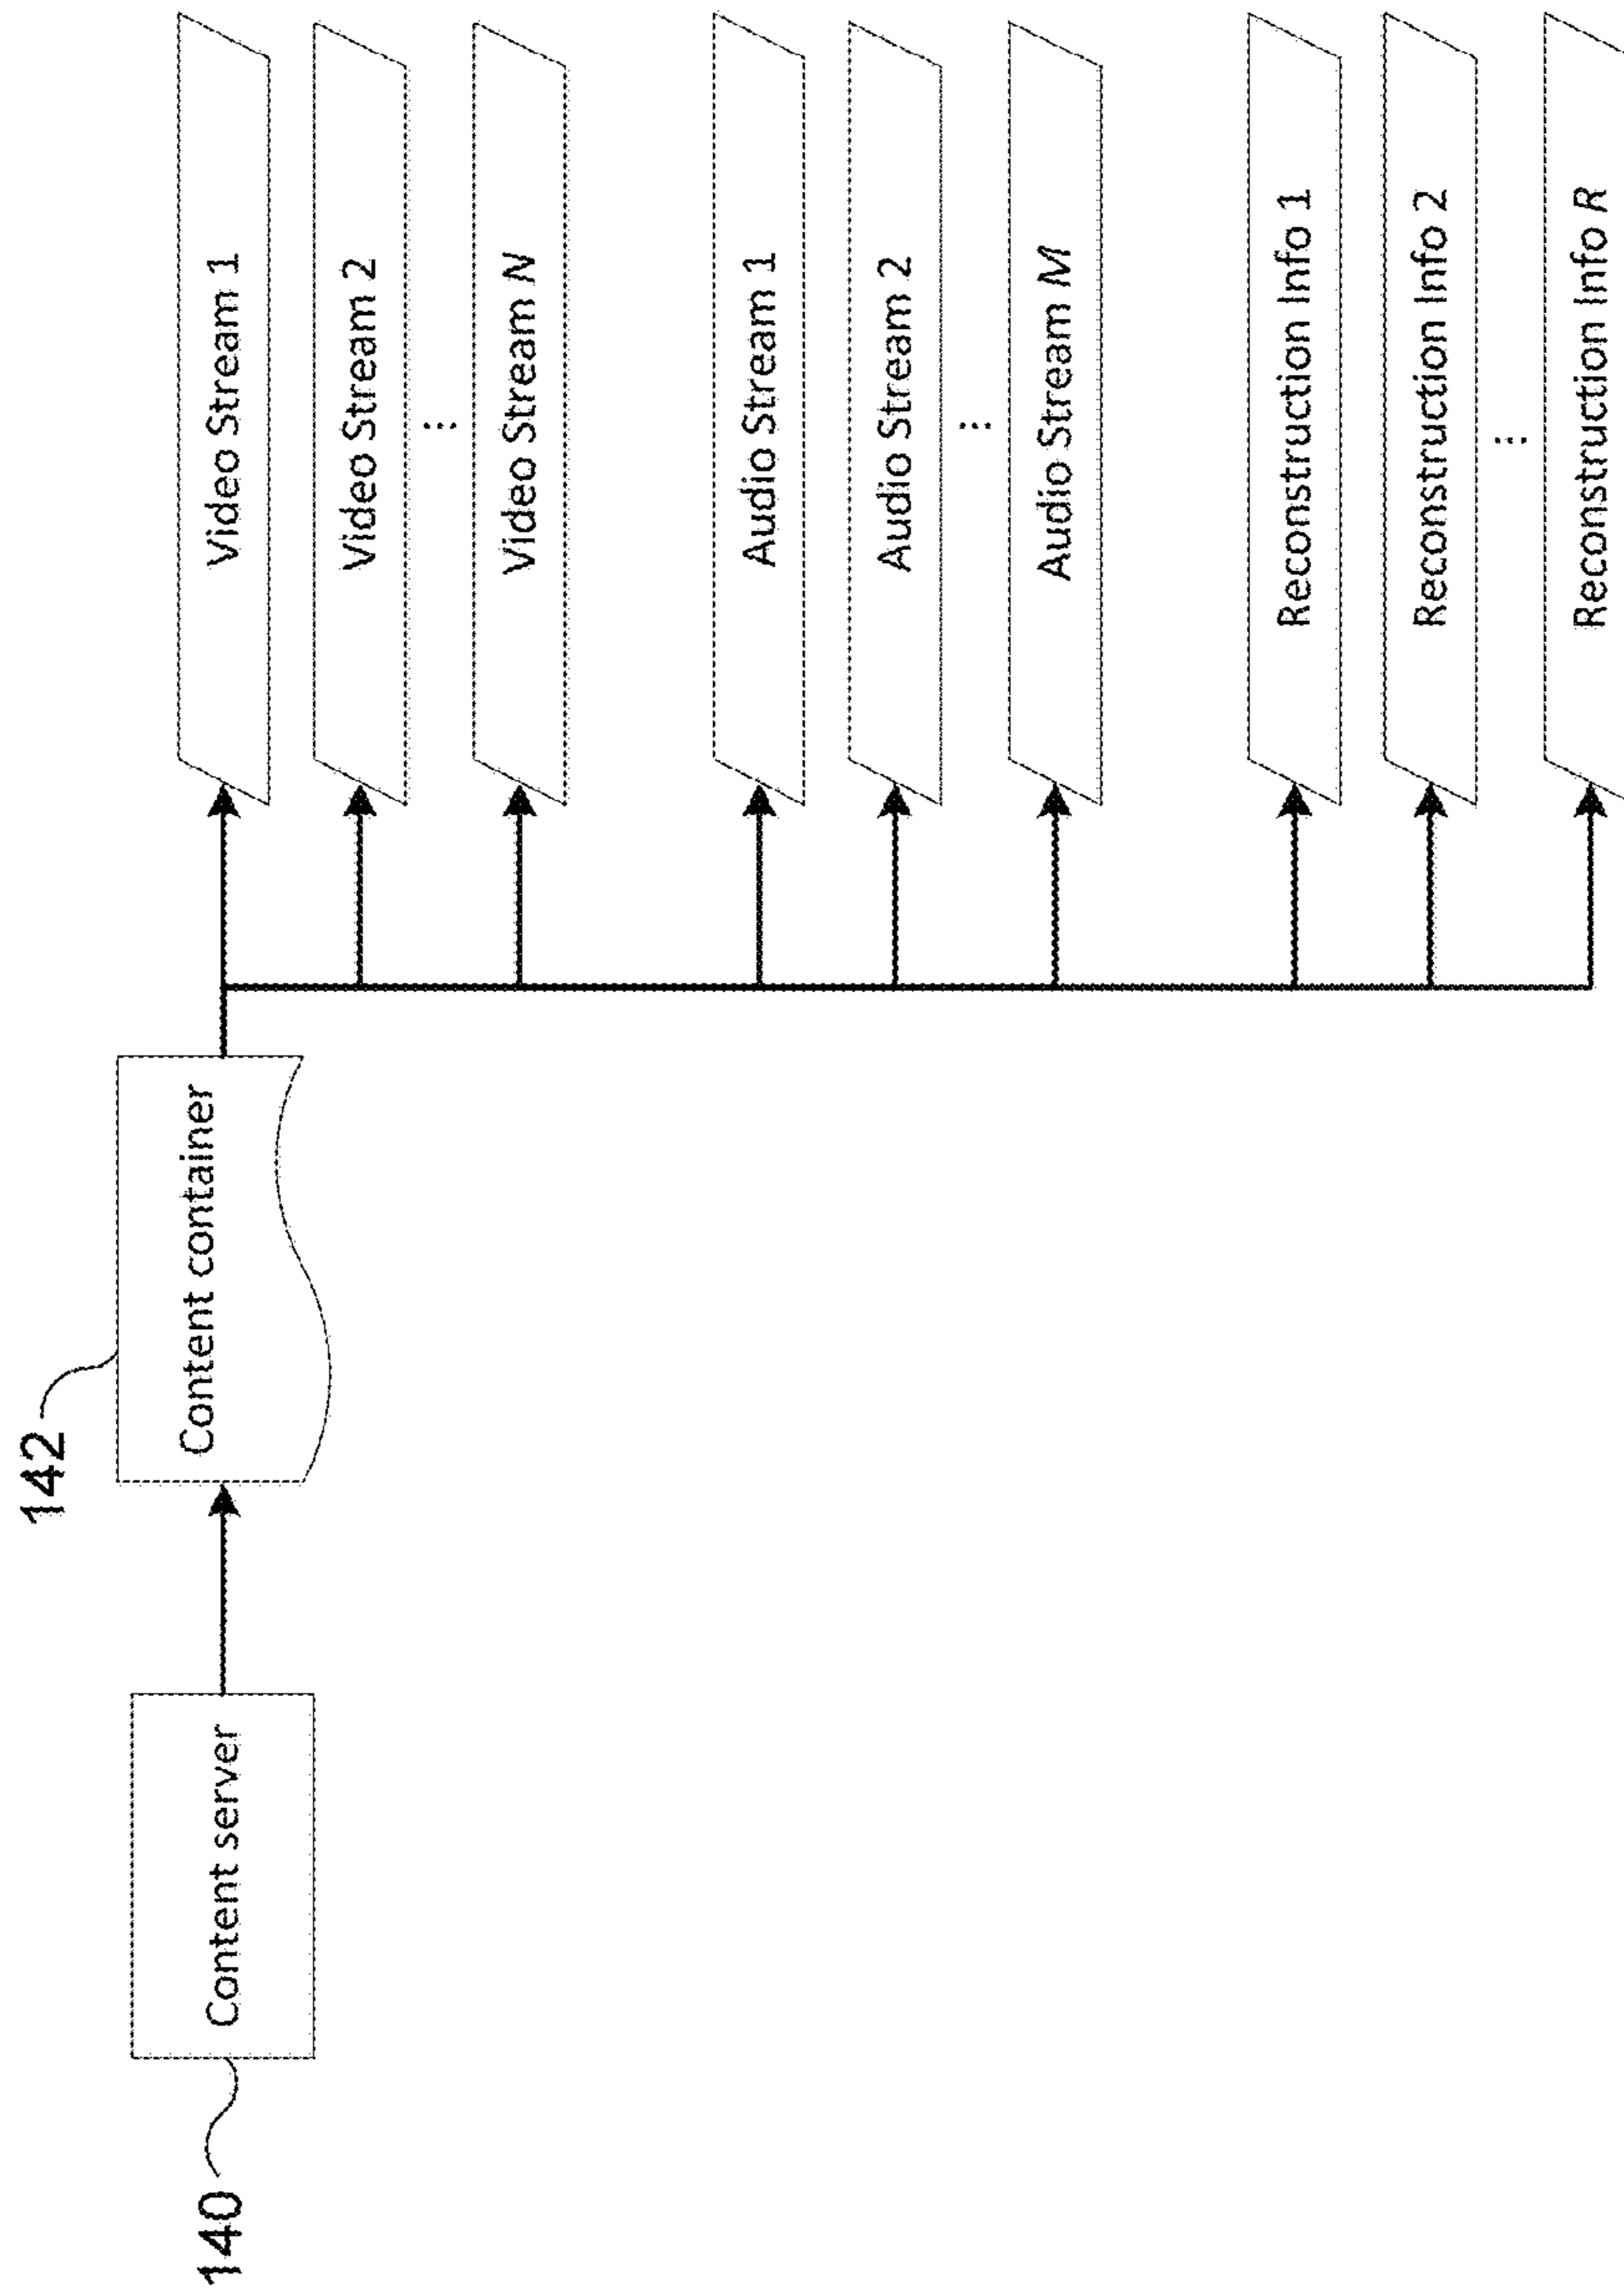 140
Content server
142
Content container
Video Stream 1
Video Stream 2
...
Video Stream N
Audio Stream 1
Audio Stream 2
...
Audio Stream M
Reconstruction Info 1
Reconstruction Info 2
...
Reconstruction Info R